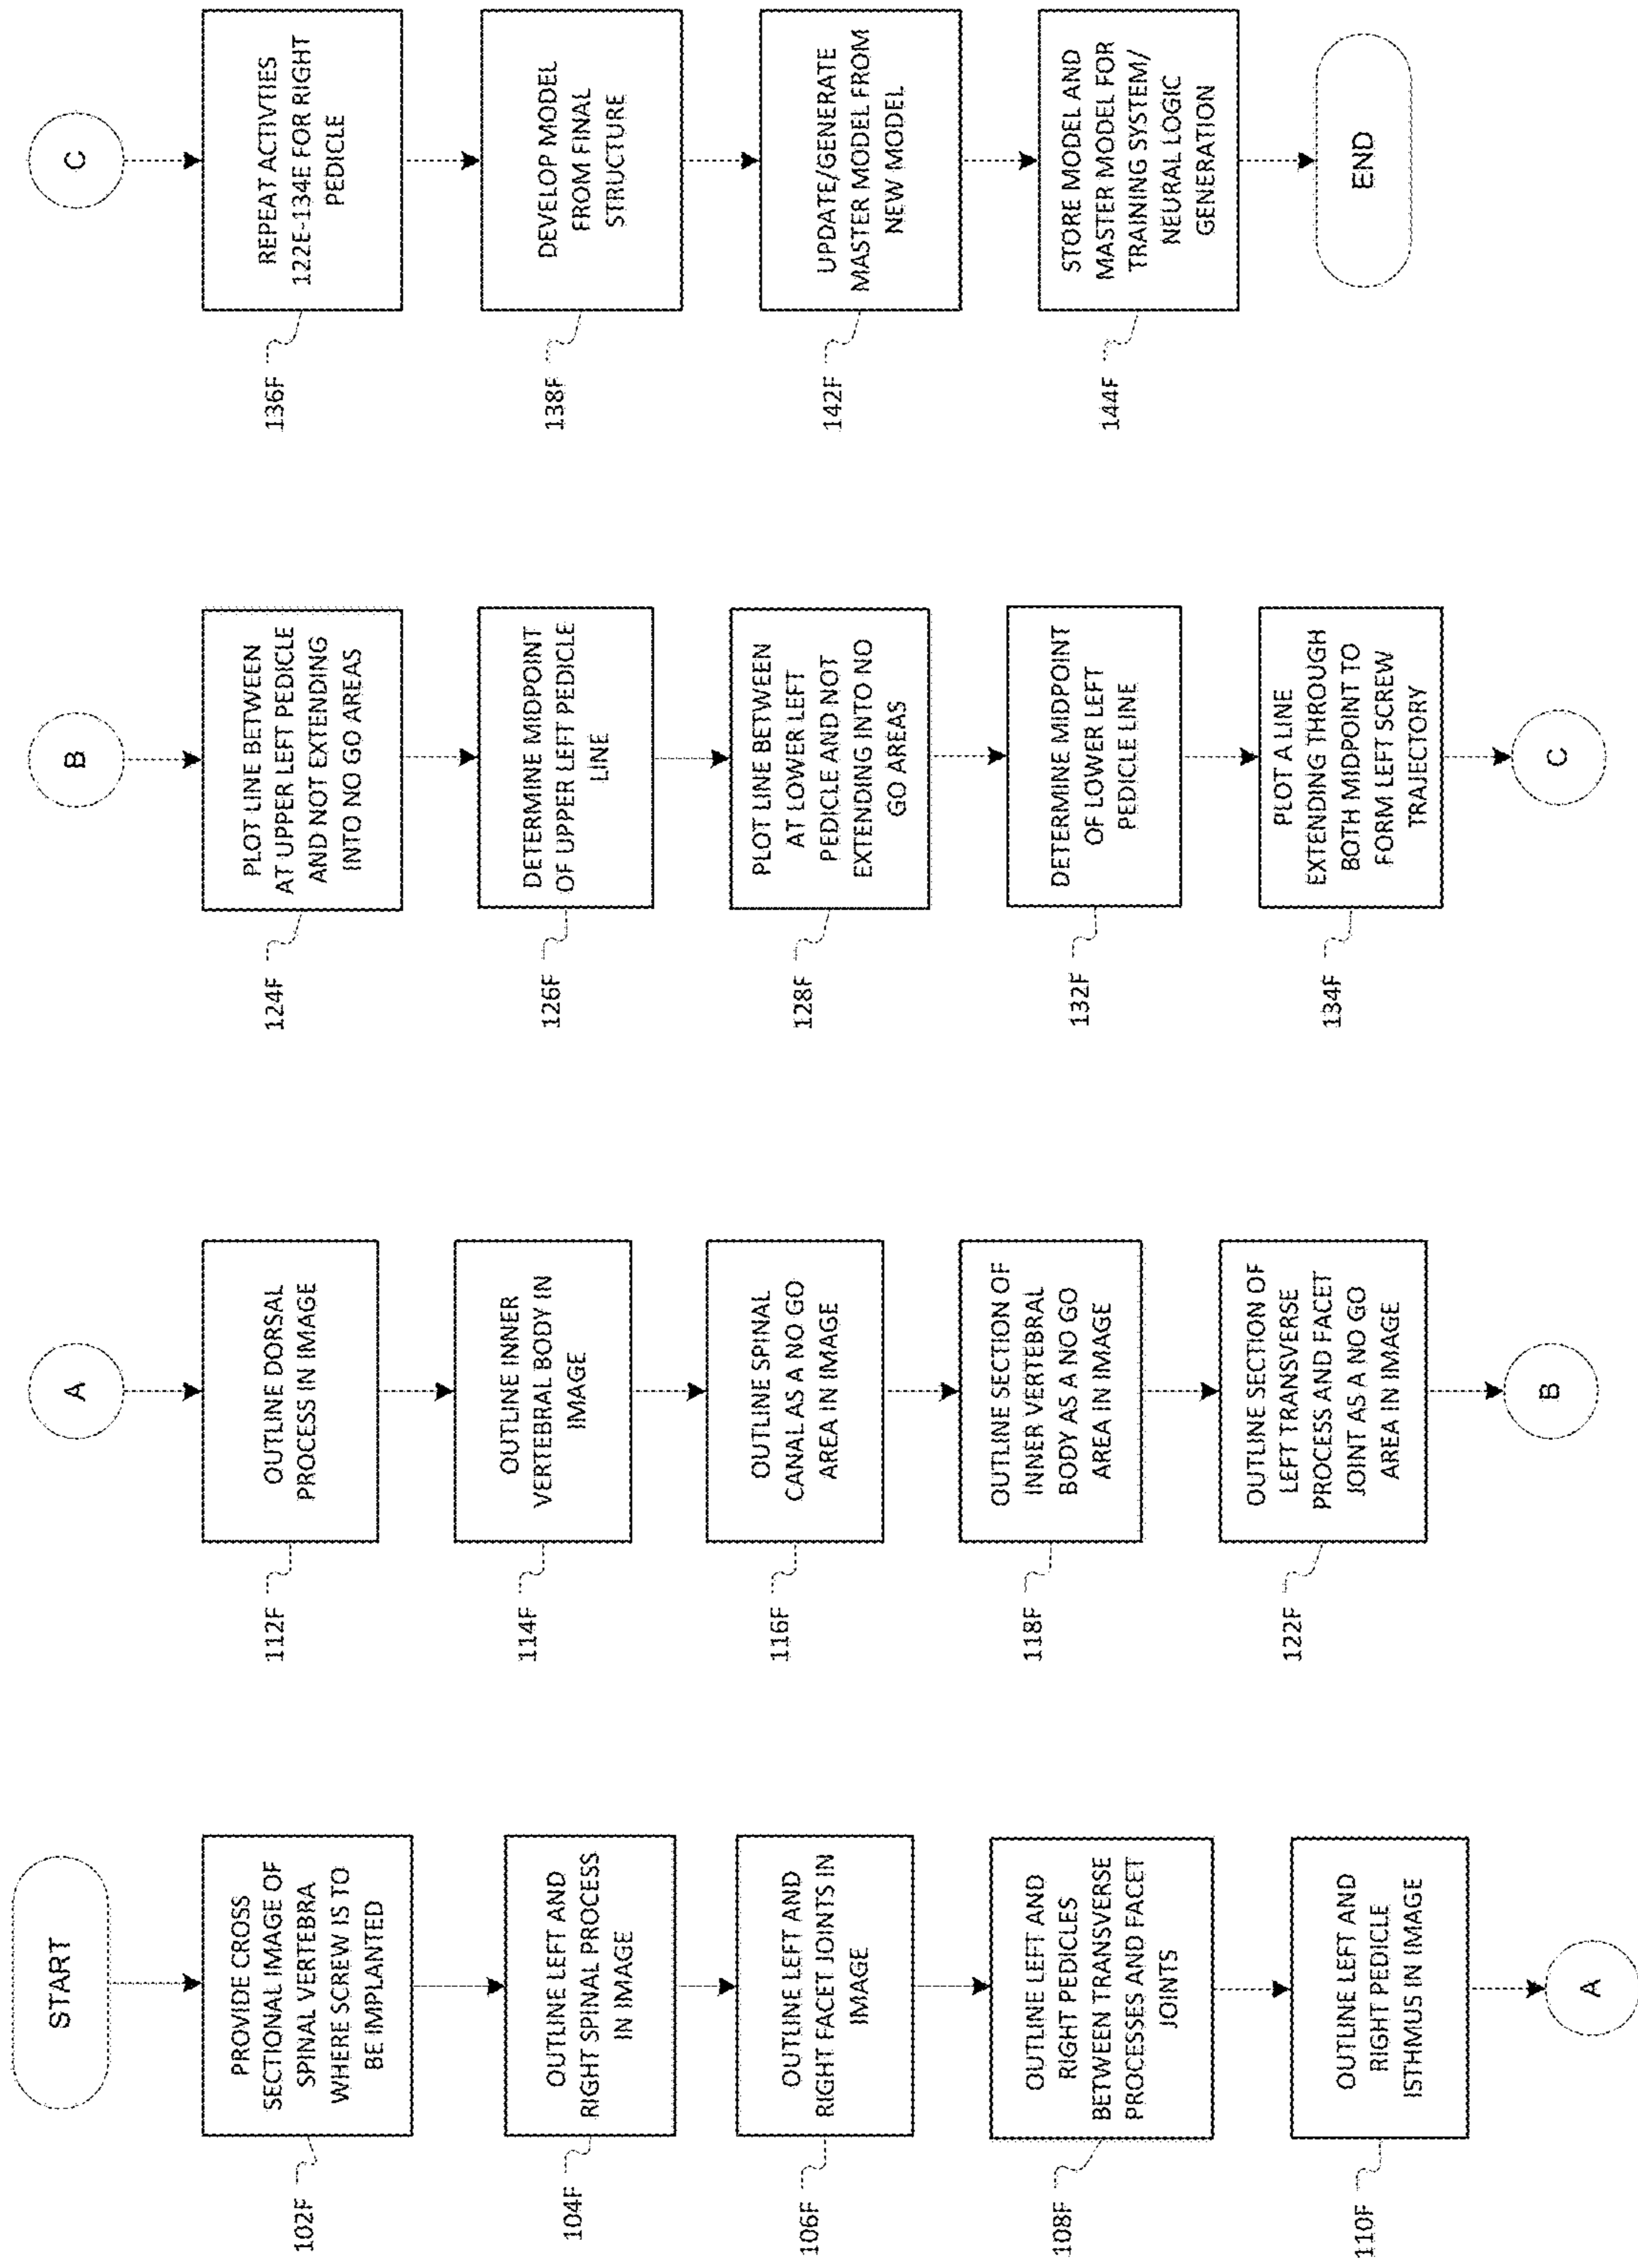 START
102F
PROVIDE CROSS
SECTIONAL IMAGE OF
SPINAL VERTEBRA
WHERE SCREW IS TO
BE IMPLANTED
104F
OUTLINE LEFT AND
RIGHT SPINAL PROCESS
IN IMAGE
106F
OUTLINE LEFT AND
RIGHT FACET JOINTS IN
IMAGE
108F
OUTLINE LEFT AND
RIGHT PEDICLES
BETWEEN TRANSVERSE
PROCESSES AND FACET
JOINTS
110F
OUTLINE LEFT AND
RIGHT PEDICLE
ISTHMUS IN IMAGE
A
A
112F
OUTLINE DORSAL
PROCESS IN IMAGE
114F
OUTLINE INNER
VERTEBRAL BODY IN
IMAGE
116F
OUTLINE SPINAL
CANAL AS A NO GO
AREA IN IMAGE
118F
OUTLINE SECTION OF
INNER VERTEBRAL
BODY AS A NO GO
AREA IN IMAGE
122F
OUTLINE SECTION OF
LEFT TRANSVERSE
PROCESS AND FACET
JOINT AS A NO GO
AREA IN IMAGE
B
B
124F
PLOT LINE BETWEEN
AT UPPER LEFT PEDICLE
AND NOT EXTENDING
INTO NO GO AREAS
126F
DETERMINE MIDPOINT
OF UPPER LEFT PEDICLE
LINE
128F
PLOT LINE BETWEEN
AT LOWER LEFT
PEDICLE AND NOT
EXTENDING INTO NO
GO AREAS
132F
DETERMINE MIDPOINT
OF LOWER LEFT
PEDICLE LINE
134F
PLOT A LINE
EXTENDING THROUGH
BOTH MIDPOINT TO
FORM LEFT SCREW
TRAJECTORY
C
C
136F
REPEAT ACTIVTIES
122E-134E FOR RIGHT
PEDICLE
138F
DEVELOP MODEL
FROM FINAL
STRUCTURE
142F
UPDATE/GENERATE
MASTER MODEL FROM
NEW MODEL
144F
STORE MODEL AND
MASTER MODEL FOR
TRAINING SYSTEM/
NEURAL LOGIC
GENERATION
END